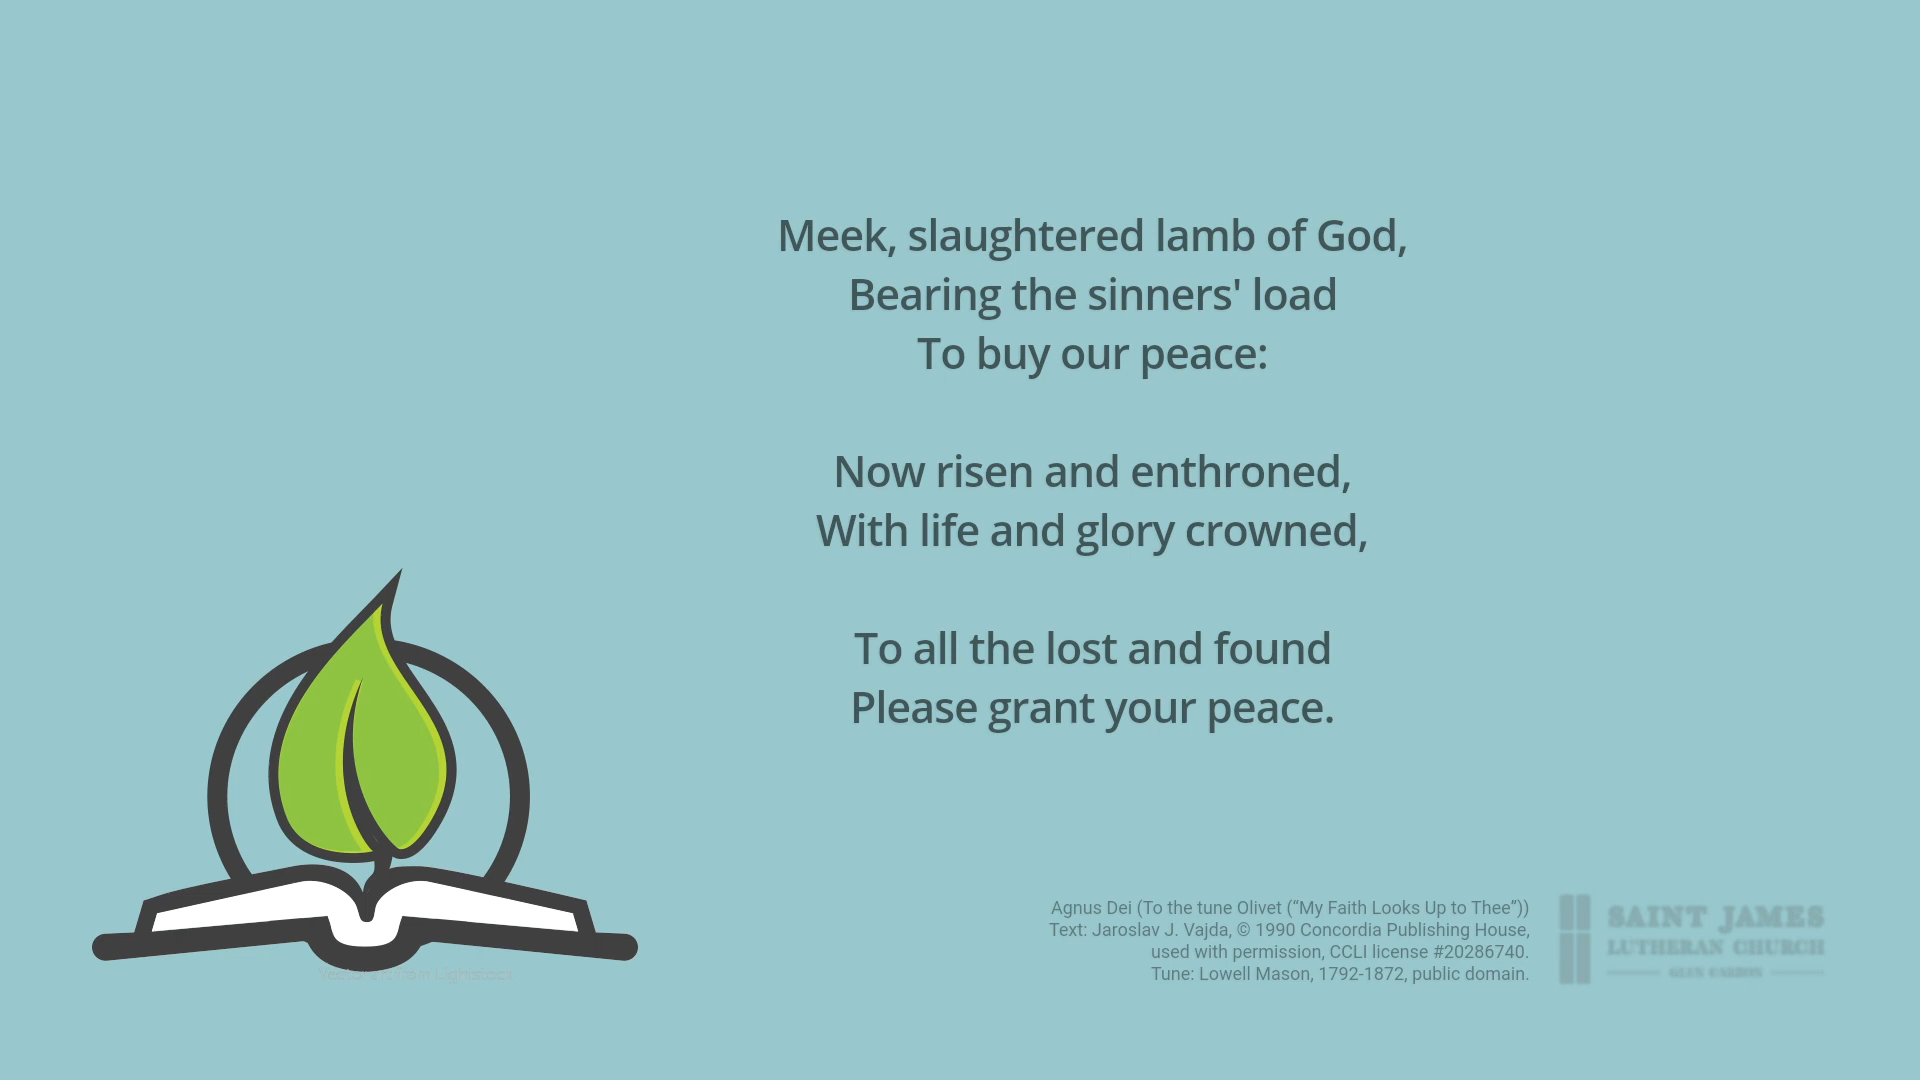 Meek, slaughtered lamb of God,
Bearing the sinners' load
To buy our peace:
Now risen and enthroned,
With life and glory crowned,
To all the lost and found
Please grant your peace.
Agnus Dei (To the tune Olivet (“My Faith Looks Up to Thee”))
Text: Jaroslav J. Vajda, © 1990 Concordia Publishing House,
used with permission, CCLI license #20286740.
Tune: Lowell Mason, 1792-1872, public domain.
SAINT JAMES
LUTHERAN CHURCH